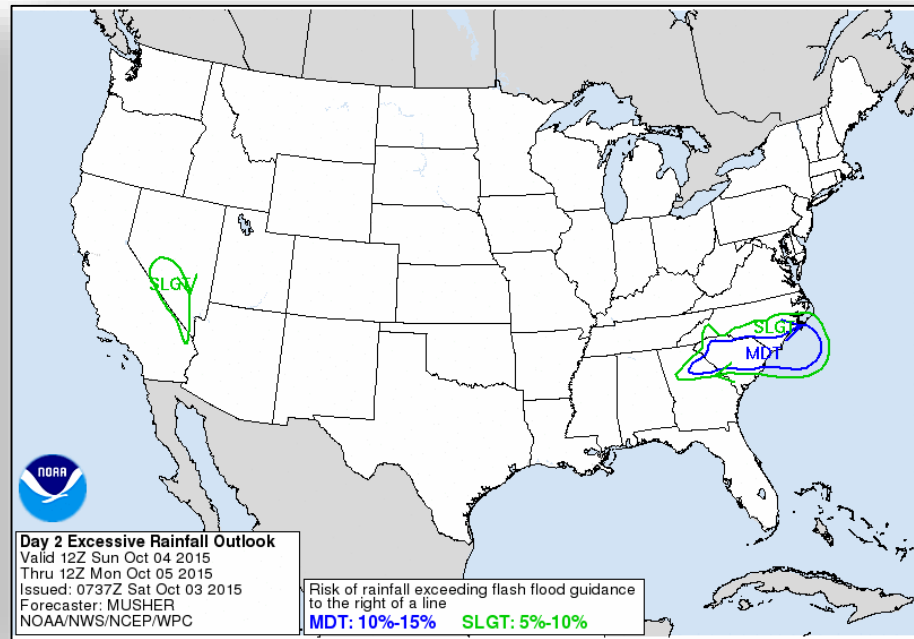 SLGT
SLGT
MDT
NOAA
Day 2 Excessive Rainfall Outlook
Valid 12Z Sun Oct 04 2015
Thru 12Z Mon Oct 05 2015
Issued: 0737Z Sat Oct 03 2015
Forecaster: MUSHER
NOAA/NWS/NCEP/WPC
Risk of rainfall exceeding flash flood guidance
to the right of a line
MDT: 10%-15% SLGT: 5%-10%